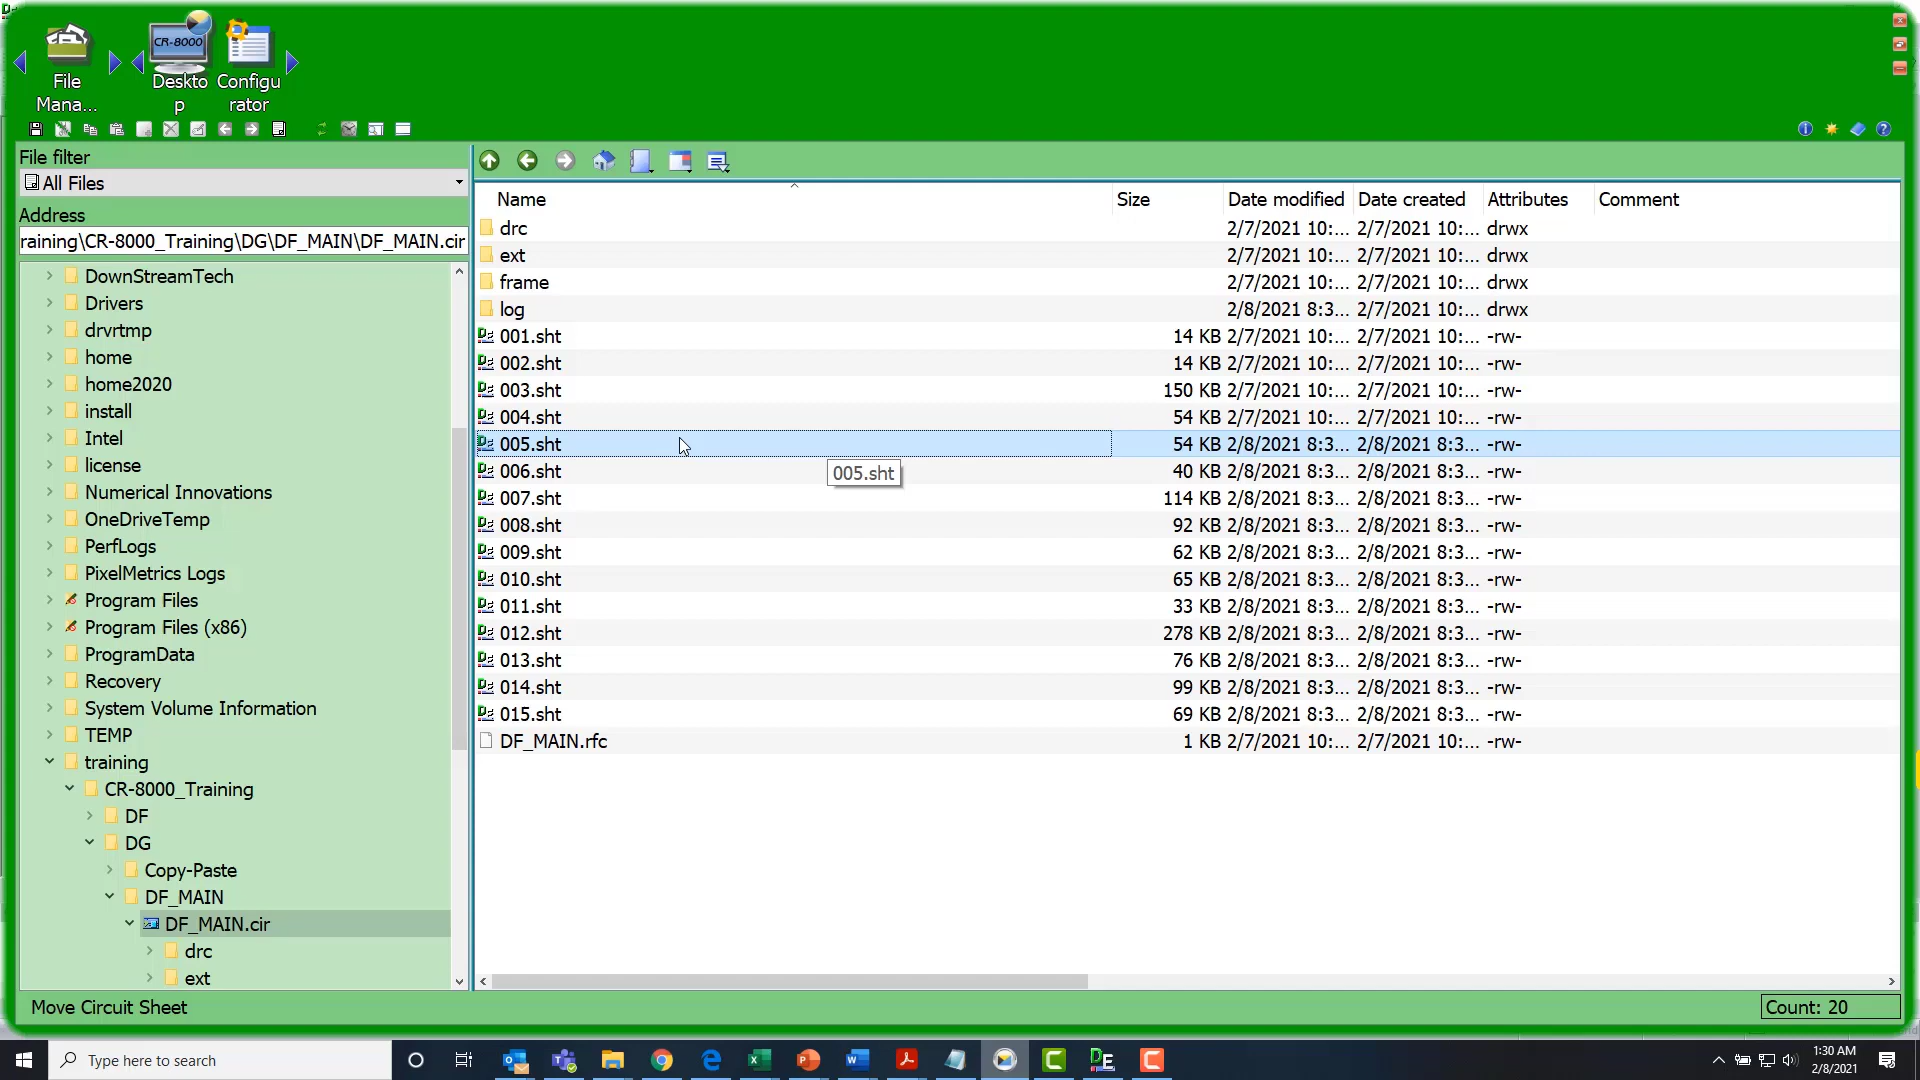 CR-8000
File Mana...
Deskto
p
Configu
rator
File filter
All Files
Address
raining\CR-8000_Training\DG\DF_MAIN\DF_MAIN.cir
DownStreamTech
Drivers
drvrtmp
home
home2020
install
Intel
license
Numerical Innovations
OneDriveTemp
PerfLogs
PixelMetrics Logs
Program Files
Program Files (x86)
ProgramData
Recovery
System Volume Information
TEMP
training
CR-8000_Training
DF
DG
Copy-Paste
DF_MAIN
DF_MAIN.cir
drc
ext
Name Size Date modified Date created Attributes Comment
drc 2/7/2021 10:... 2/7/2021 10:... drwx
ext 2/7/2021 10:... 2/7/2021 10:... drwx
frame 2/7/2021 10:... 2/7/2021 10:... drwx
log 2/8/2021 8:3... 2/7/2021 10:... drwx
001.sht 14 KB 2/7/2021 10:... 2/7/2021 10:... -rw-
002.sht 14 KB 2/7/2021 10:... 2/7/2021 10:... -rw-
003.sht 150 KB 2/7/2021 10:... 2/7/2021 10:... -rw-
004.sht 54 KB 2/7/2021 10:... 2/7/2021 10:... -rw-
005.sht 54 KB 2/8/2021 8:3... 2/8/2021 8:3... -rw-
005.sht
006.sht 40 KB 2/8/2021 8:3... 2/8/2021 8:3... -rw-
007.sht 114 KB 2/8/2021 8:3... 2/8/2021 8:3... -rw-
008.sht 92 KB 2/8/2021 8:3... 2/8/2021 8:3... -rw-
009.sht 62 KB 2/8/2021 8:3... 2/8/2021 8:3... -rw-
010.sht 65 KB 2/8/2021 8:3... 2/8/2021 8:3... -rw-
011.sht 33 KB 2/8/2021 8:3... 2/8/2021 8:3... -rw-
012.sht 278 KB 2/8/2021 8:3... 2/8/2021 8:3... -rw-
013.sht 76 KB 2/8/2021 8:3... 2/8/2021 8:3... -rw-
014.sht 99 KB 2/8/2021 8:3... 2/8/2021 8:3... -rw-
015.sht 69 KB 2/8/2021 8:3... 2/8/2021 8:3... -rw-
DF_MAIN.rfc 1 KB 2/7/2021 10:... 2/7/2021 10:... -rw-
Move Circuit Sheet
Count: 20
Type here to search
1:30 AM
2/8/2021